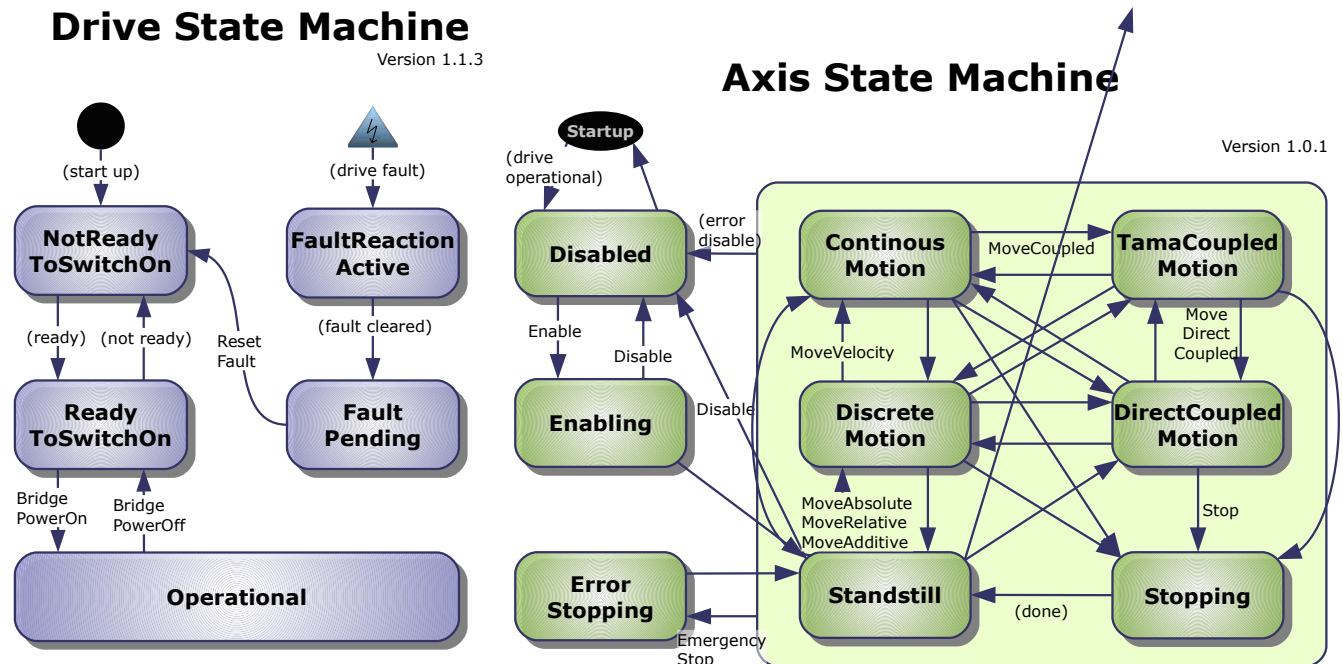 Drive State Machine
Version 1.1.3
Axis State Machine
Version 1.0.1
(start up)
(drive fault)
NotReady
ToSwitchOn
FaultReaction
Active
(ready)
(not ready)
Reset
Fault
(fault cleared)
Ready
ToSwitchOn
Fault
Pending
Bridge
PowerOn
Bridge
PowerOff
Operational
Startup
(drive
operational)
Disabled
(error
disable)
Enable
Disable
Disable
Enabling
Error
Stopping
Emergency
Stop
Continous
Motion
MoveCoupled
TamaCoupled
Motion
MoveVelocity
Move
Direct
Coupled
Discrete
Motion
DirectCoupled
Motion
MoveAbsolute
MoveRelative
MoveAdditive
Stop
Standstill
(done)
Stopping